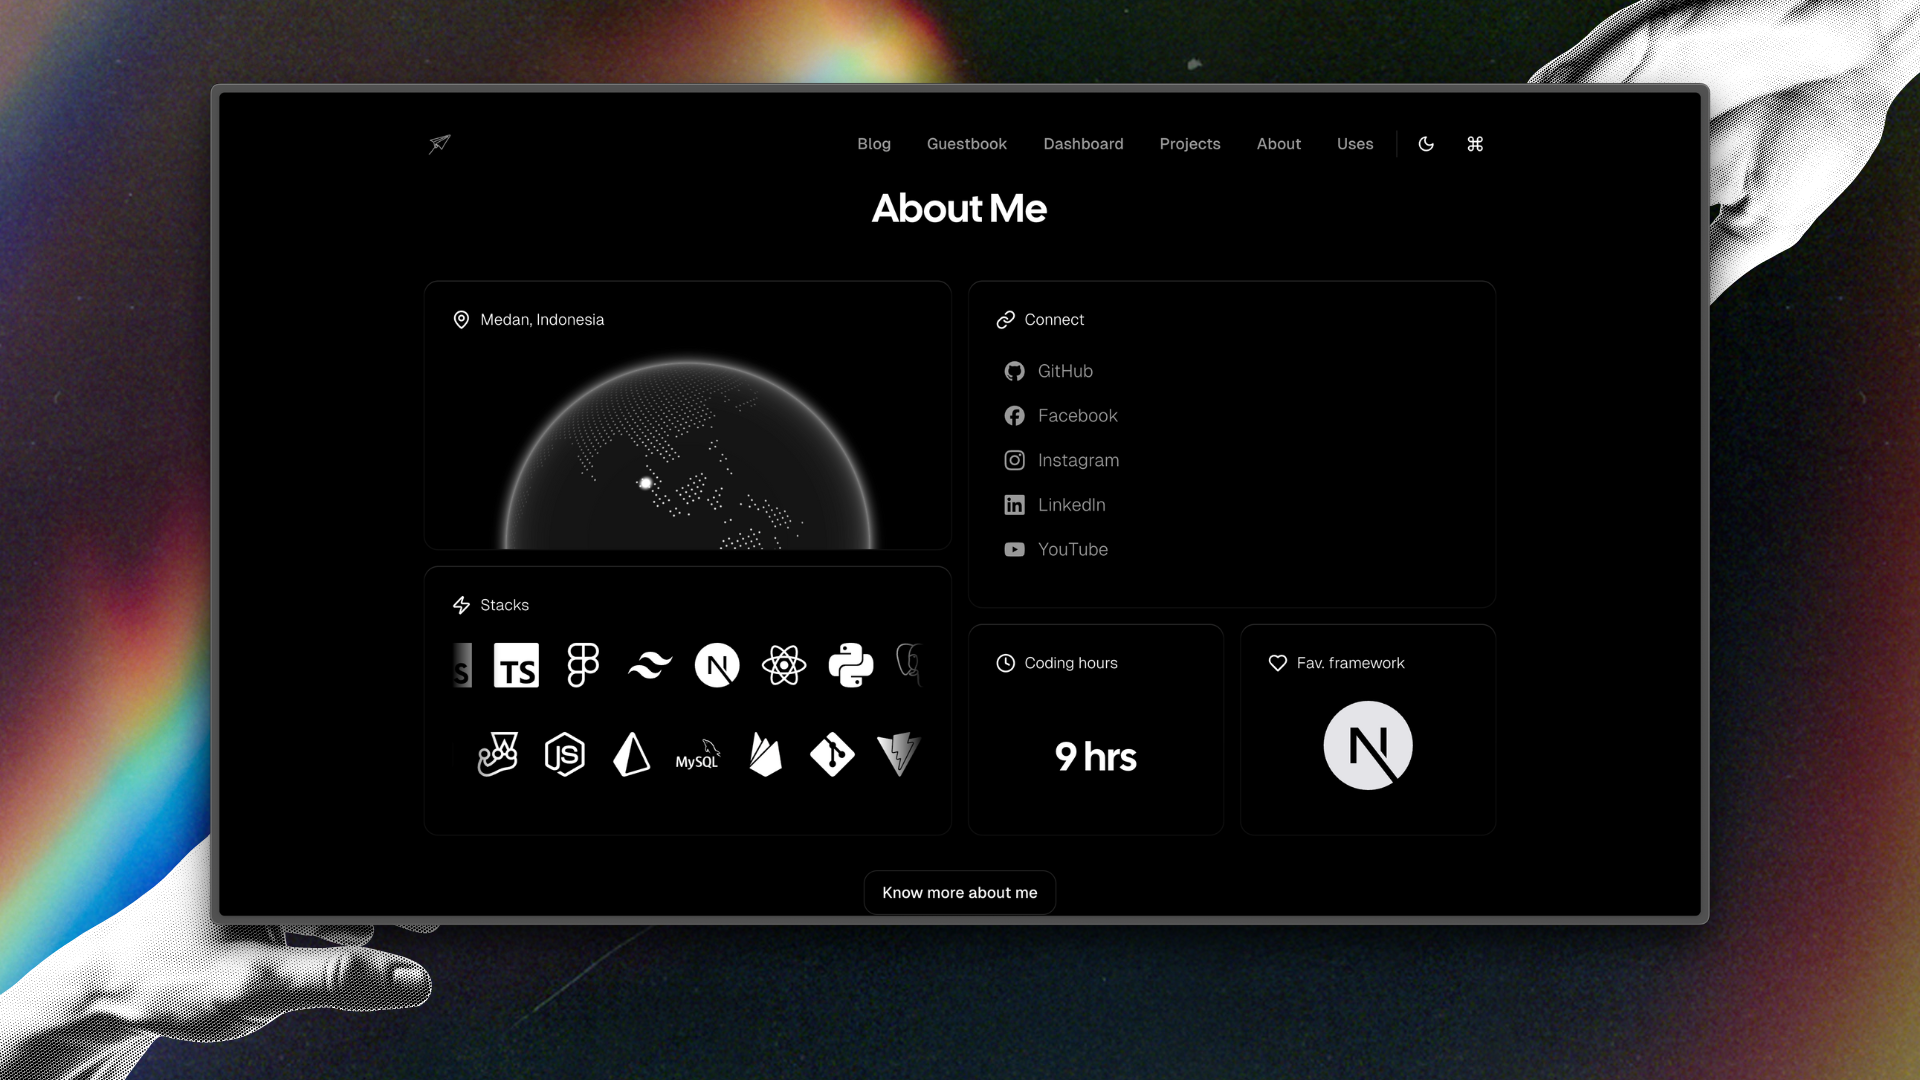 Blog Guestbook Dashboard Projects About Uses
About Me
Medan, Indonesia
Connect
GitHub
Facebook
Instagram
LinkedIn
YouTube
Stacks
S TS N
JS MySQL
Coding hours
9 hrs
Fav. framework
N
Know more about me